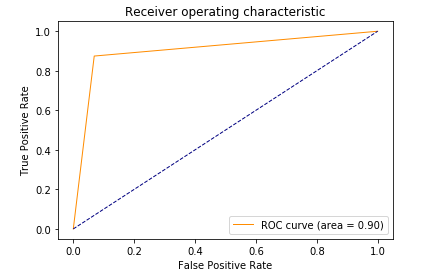 Receiver operating characteristic
True Positive Rate
1.0
0.8
0.6
0.4
0.2
0.0
ROC curve (area = 0.90)
0.0 0.2 0.4 0.6 0.8 1.0
False Positive Rate